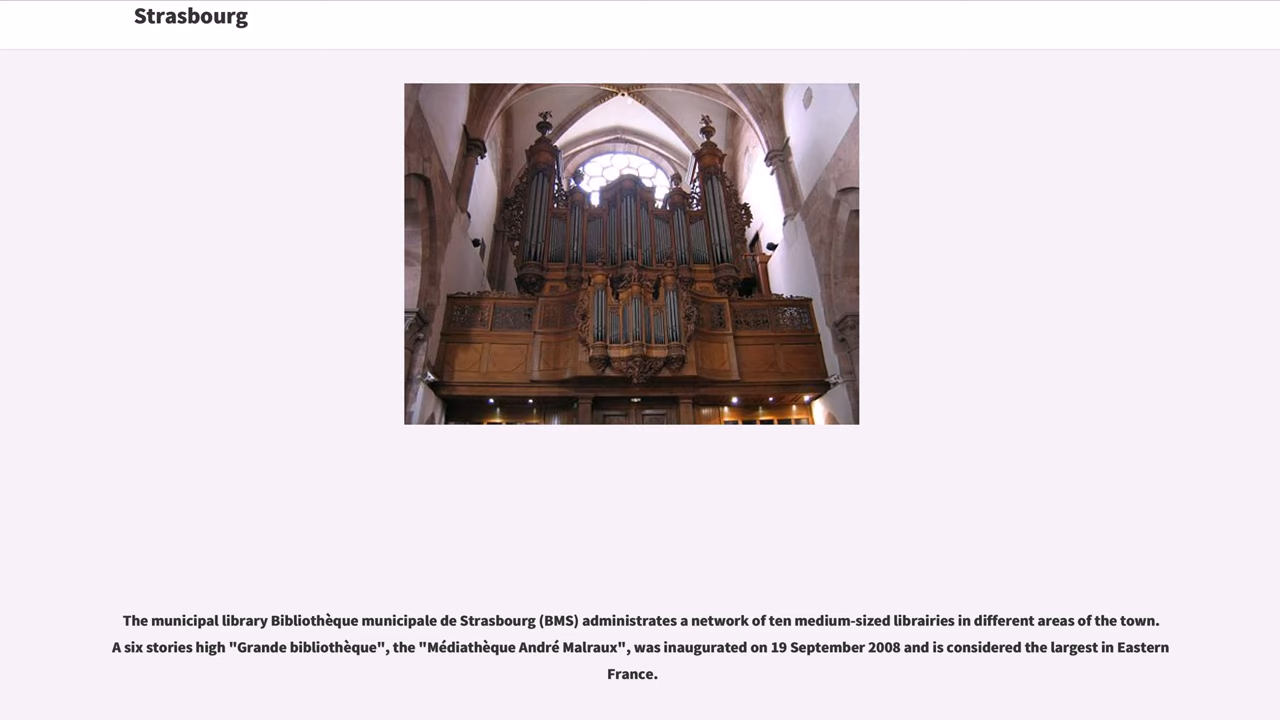 Strasbourg
The municipal library Bibliothèque municipale de Strasbourg (BMS) administrates a network of ten medium-sized librairies in different areas of the town.
A six stories high "Grande bibliothèque", the "Médiathèque André Malraux", was inaugurated on 19 September 2008 and is considered the largest in Eastern
France.